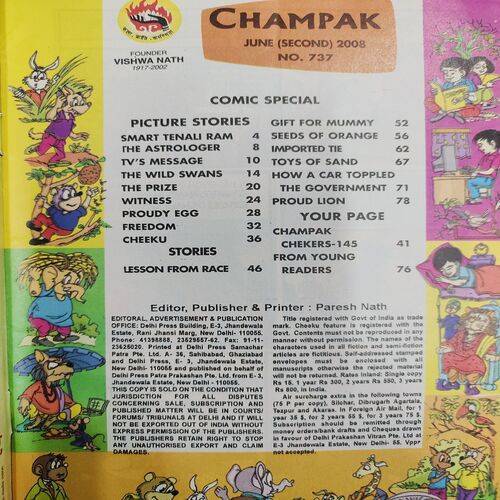 CHAMPAK
JUNE (SECOND) 2008
NO. 737
FOUNDER
VISHWA NATH
1917-2002
COMIC SPECIAL
PICTURE STORIES
SMART TENALI RAM 4
THE ASTROLOGER 8
TV'S MESSAGE 10
THE WILD SWANS 14
THE PRIZE 20
WITNESS 24
PROUDY EGG 28
FREEDOM 32
CHEEKU 36
STORIES
LESSON FROM RACE 46
GIFT FOR MUMMY 52
SEEDS OF ORANGE 56
IMPORTED TIE 62
TOYS OF SAND 67
HOW A CAR TOPPLED
THE GOVERNMENT 71
PROUD LION 78
YOUR PAGE
CHAMPAK
CHEKERS-145 41
FROM YOUNG
READERS 76
Editor, Publisher & Printer : Paresh Nath
EDITORIAL, ADVERTISEMENT & PUBLICATION
OFFICE: Delhi Press Building, E-3, Jhandewala
Estate, Rani Jhansi Marg, New Delhi- 110055.
Phone: 41398888, 23529557-62. Fax: 91-11-
23625020. Printed at Delhi Press Samachar
Patra Pte. Ltd. A- 36, Sahibabad, Ghaziabad
and Delhi Press, E- 3, Jhandewala Estate,
New Delhi- 110055 and published on behalf of
Delhi Press Patra Prakashan Pte. Ltd. from E- 3,
Jhandewala Estate, New Delhi - 110055.
THIS COPY IS SOLD ON THE CONDITION THAT
JURISDICTION FOR ALL DISPUTES
CONCERNING SALE, SUBSCRIPTION AND
PUBLISHED MATTER WILL BE IN COURTS/
FORUMS/ TRIBUNALS AT DELHI AND IT WILL
NOT BE EXPORTED OUT OF INDIA WITHOUT
EXPRESS PERMISSION OF THE PUBLISHERS.
THE PUBLISHERS RETAIN RIGHT TO STOP
ANY UNAUTHORISED EXPORT AND CLAIM
DAMAGES.
Title registered with Govt of India as trade
mark. Cheeku feature is registered with the
Govt. Contents must not be reproduced in any
manner without permission. The names of the
characters used in all fiction and semi-fiction
articles are fictitious. Self-addressed stamped
envelopes must be enclosed with all
manuscripts otherwise the rejected material
will not be returned. Rates Inland: Single copy
Rs 15. 1 year Rs 300, 2 years Rs 550, 3 years
Rs 800, in India.
Air surcharge extra in the following towns
(75 P per copy). Silchar, Dibrugarh Agartala,
Tezpur and Akaras. In Foreign Air Mail, for 1
year 35 $, for 2 years 55 $, for 3 years 75 $.
Subscription should be remitted through
money orders/bank drafts and Cheques drawn
in favour of Delhi Prakashan Vitran Pte. Ltd at
E-3 Jhandewala Estate, New Delhi- 55. Vppr
not accepted.